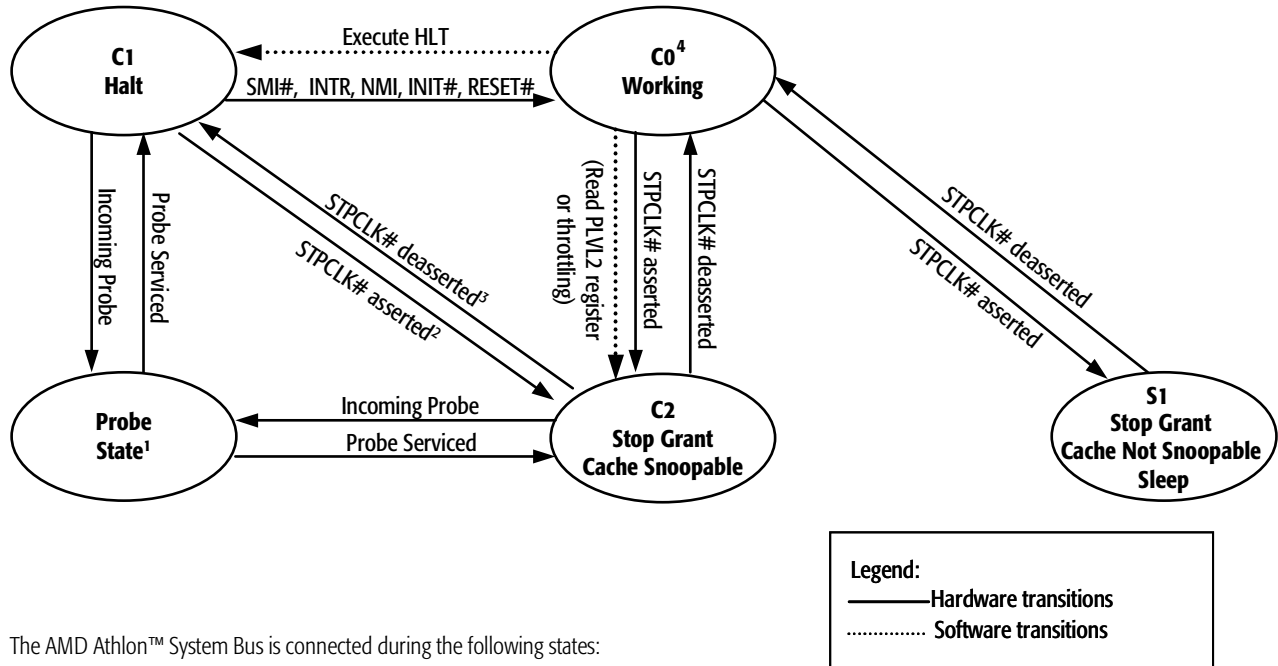 Execute HLT
C1
Halt
C0⁴
Working
SMI#, INTR, NMI, INIT#, RESET#
Incoming Probe
Probe Serviced
STPCLK# deasserted³
STPCLK# asserted²
(Read PLVL2 register
or throttling)
STPCLK# asserted
STPCLK# deasserted
STPCLK# deasserted
STPCLK# asserted
Probe
State¹
Incoming Probe
Probe Serviced
C2
Stop Grant
Cache Snoopable
S1
Stop Grant
Cache Not Snoopable
Sleep
Legend:
Hardware transitions
Software transitions
The AMD Athlon™ System Bus is connected during the following states: